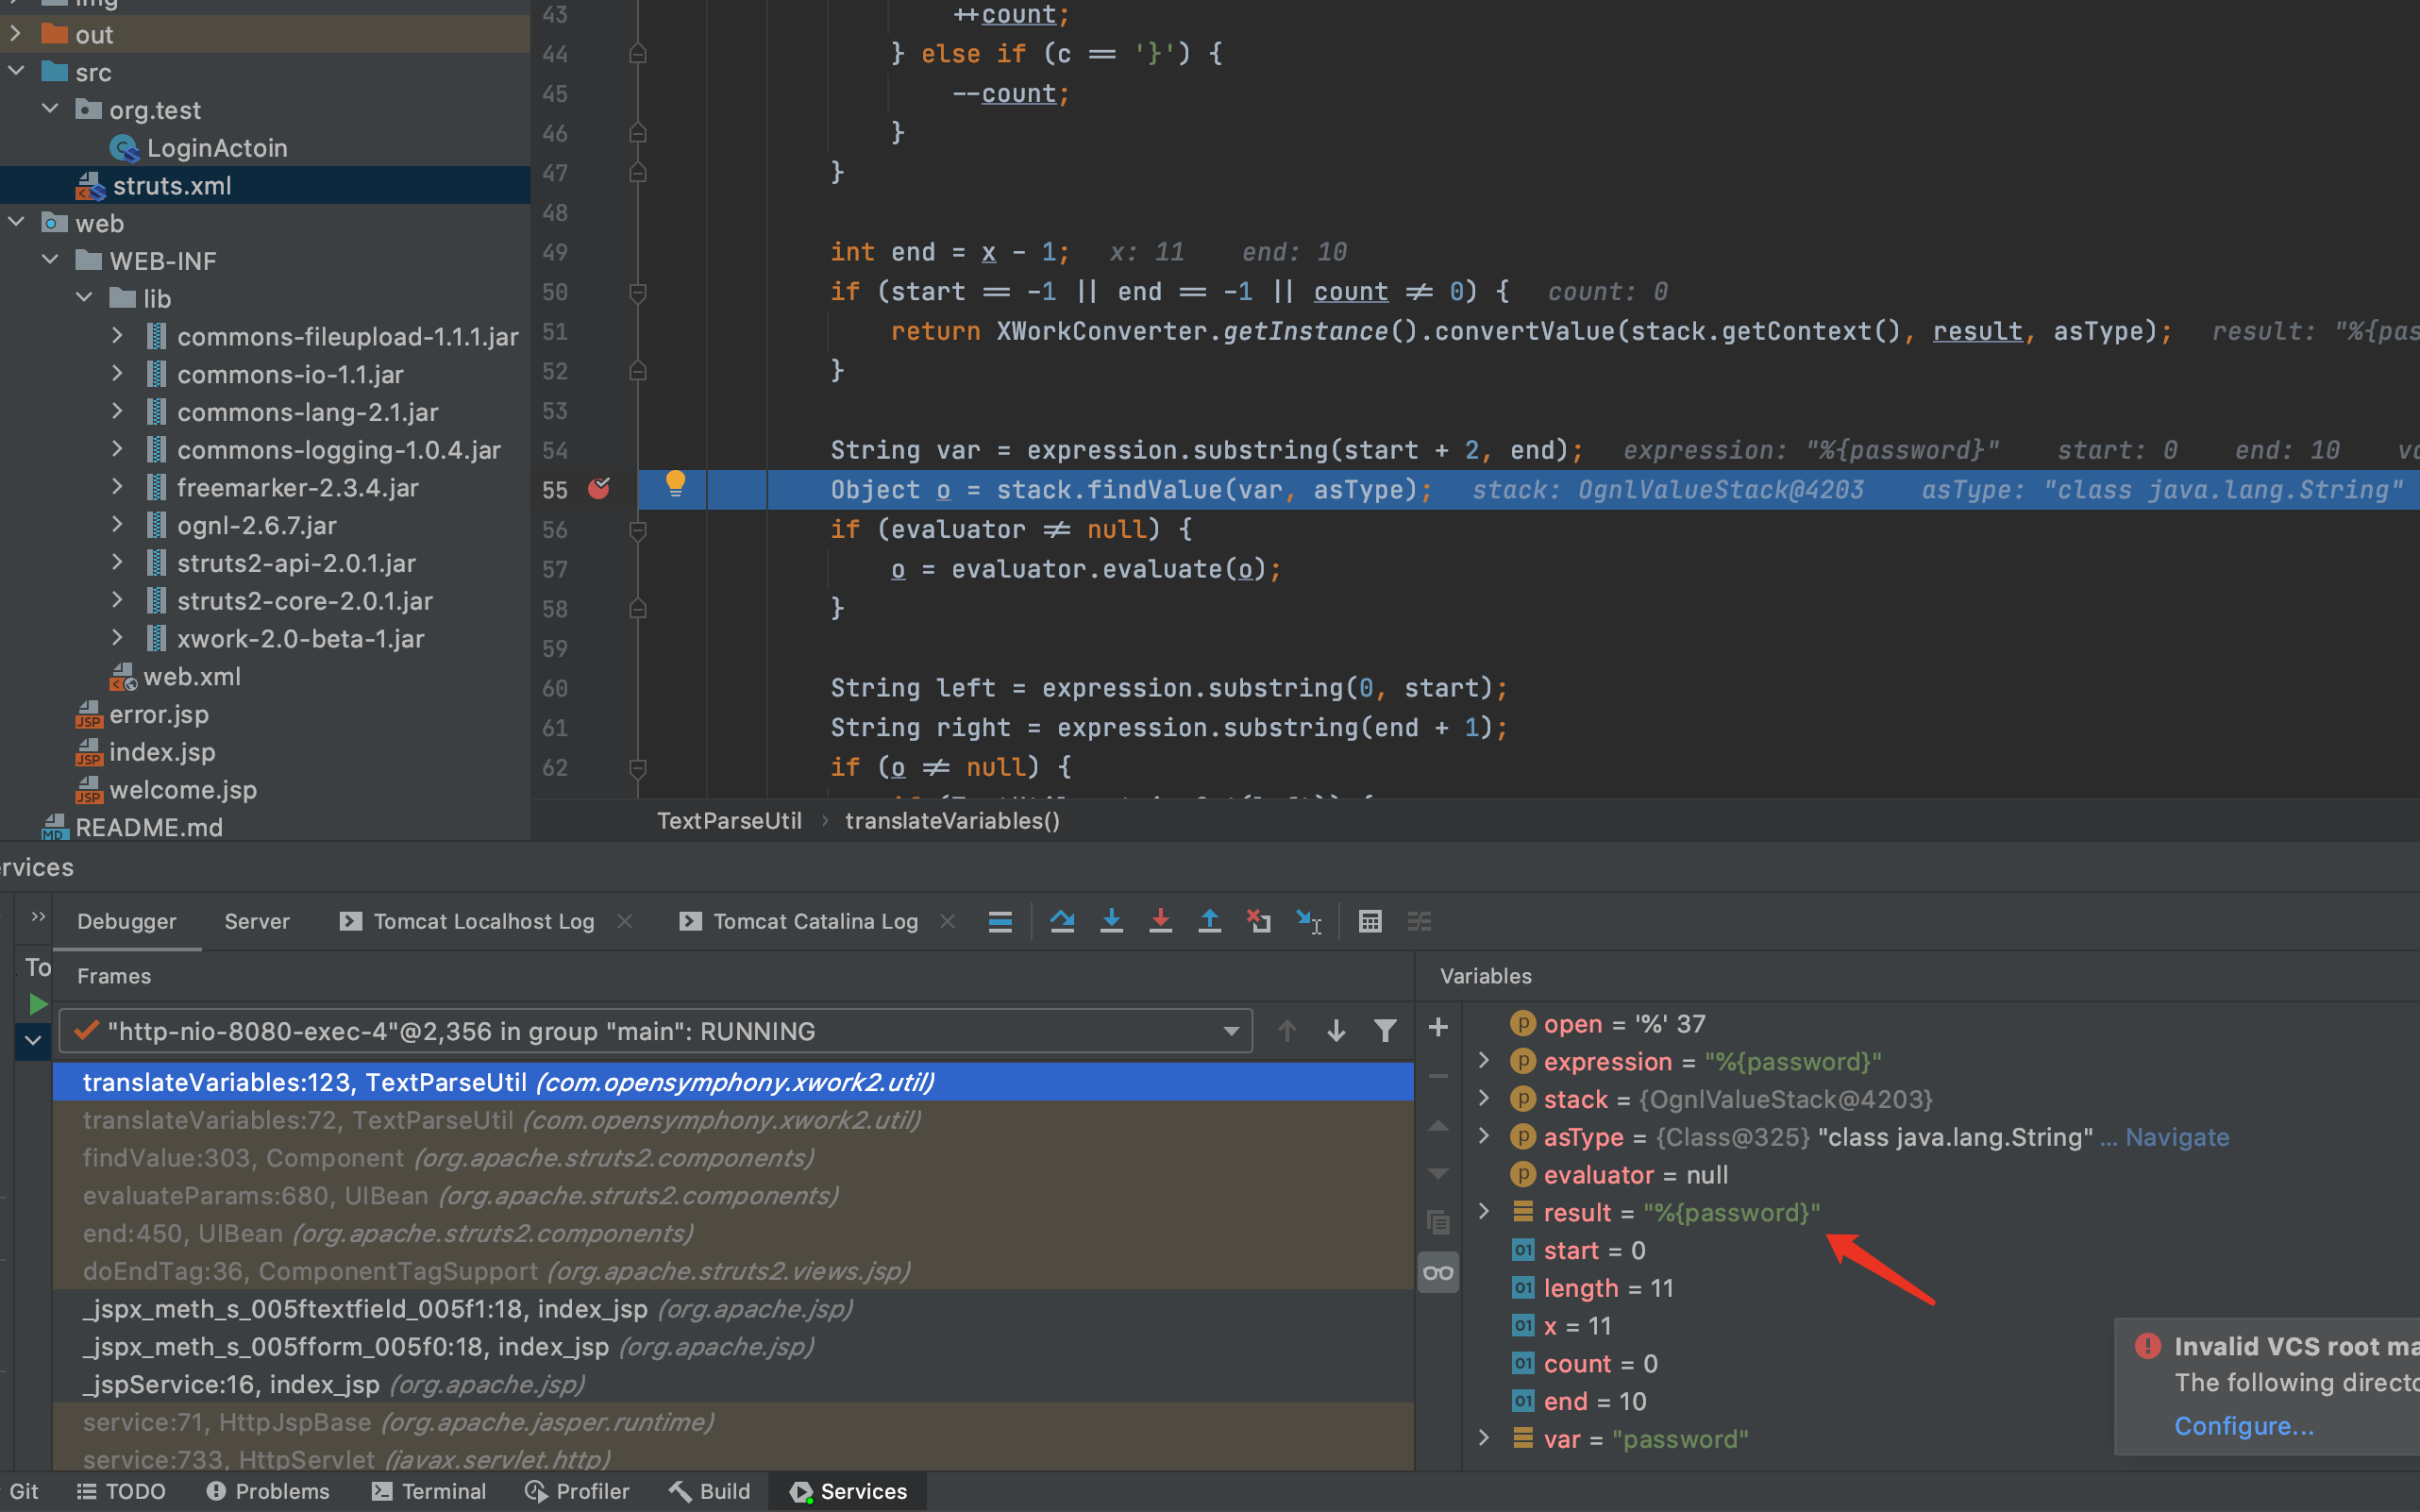 img
out
src
org.test
LoginActoin
struts.xml
web
WEB-INF
lib
commons-fileupload-1.1.1.jar
commons-io-1.1.jar
commons-lang-2.1.jar
commons-logging-1.0.4.jar
freemarker-2.3.4.jar
ognl-2.6.7.jar
struts2-api-2.0.1.jar
struts2-core-2.0.1.jar
xwork-2.0-beta-1.jar
web.xml
error.jsp
index.jsp
welcome.jsp
README.md
43 ++count;
44 } else if (c == '}') {
45 --count;
46 }
47 }
48
49 int end = x - 1; x: 11 end: 10
50 if (start == -1 || end == -1 || count != 0) { count: 0
51 return XWorkConverter.getInstance().convertValue(stack.getContext(), result, asType); result: "%{pas
52 }
53
54 String var = expression.substring(start + 2, end); expression: "%{password}" start: 0 end: 10 va
55 Object o = stack.findValue(var, asType); stack: OgnlValueStack@4203 asType: "class java.lang.String"
56 if (evaluator != null) {
57 o = evaluator.evaluate(o);
58 }
59
60 String left = expression.substring(0, start);
61 String right = expression.substring(end + 1);
62 if (o != null) {
TextParseUtil › translateVariables()
ervices
Debugger Server Tomcat Localhost Log Tomcat Catalina Log
To
Frames
"http-nio-8080-exec-4"@2,356 in group "main": RUNNING
translateVariables:123, TextParseUtil (com.opensymphony.xwork2.util)
translateVariables:72, TextParseUtil (com.opensymphony.xwork2.util)
findValue:303, Component (org.apache.struts2.components)
evaluateParams:680, UIBean (org.apache.struts2.components)
end:450, UIBean (org.apache.struts2.components)
doEndTag:36, ComponentTagSupport (org.apache.struts2.views.jsp)
_jspx_meth_s_005ftextfield_005f1:18, index_jsp (org.apache.jsp)
_jspx_meth_s_005fform_005f0:18, index_jsp (org.apache.jsp)
_jspService:16, index_jsp (org.apache.jsp)
service:71, HttpJspBase (org.apache.jasper.runtime)
service:733, HttpServlet (javax.servlet.http)
Variables
open = '%' 37
expression = "%{password}"
stack = {OgnlValueStack@4203}
asType = {Class@325} "class java.lang.String" ... Navigate
evaluator = null
result = "%{password}"
start = 0
length = 11
x = 11
count = 0
end = 10
var = "password"
Invalid VCS root ma
The following directo
Configure...
Git TODO Problems Terminal Profiler Build Services